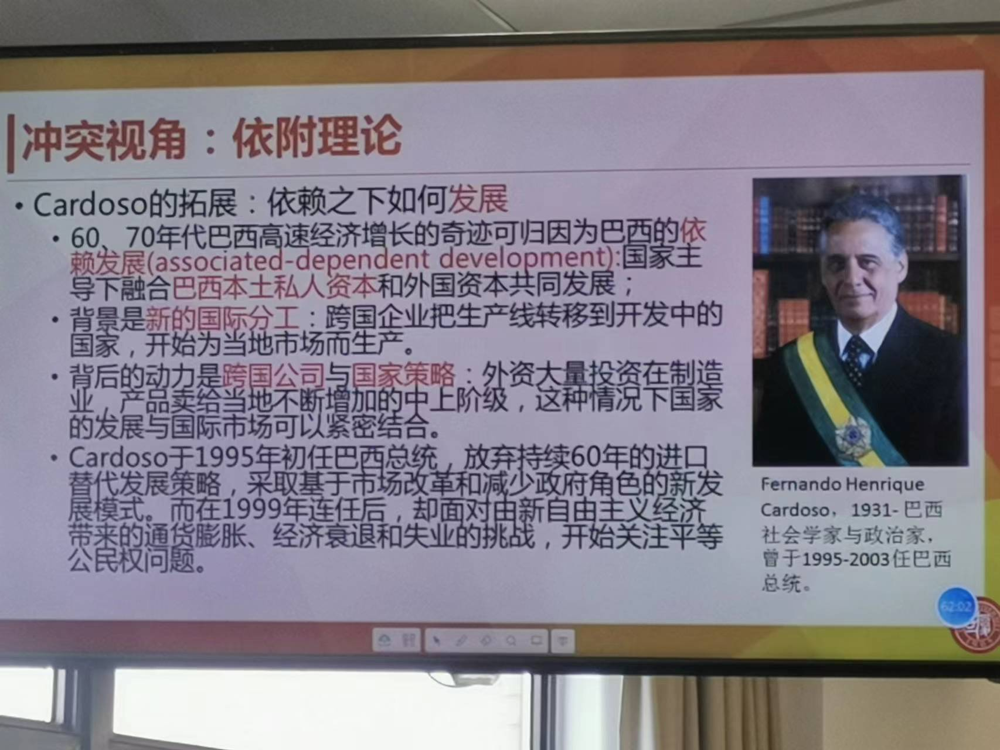 冲突视角：依附理论
• Cardoso的拓展：依赖之下如何发展
• 60、70年代巴西高速经济增长的奇迹可归因为巴西的依
赖发展(associated-dependent development):国家主
导下融合巴西本土私人资本和外国资本共同发展；
• 背景是新的国际分工：跨国企业把生产线转移到开发中的
国家，开始为当地市场而生产。
• 背后的动力是跨国公司与国家策略：外资大量投资在制造
业，产品卖给当地不断增加的中上阶级，这种情况下国家
的发展与国际市场可以紧密结合。
• Cardoso于1995年初任巴西总统，放弃持续60年的进口
替代发展策略，采取基于市场改革和减少政府角色的新发
展模式。而在1999年连任后，却面对由新自由主义经济
带来的通货膨胀、经济衰退和失业的挑战，开始关注平等
公民权问题。
Fernando Henrique
Cardoso，1931- 巴西
社会学家与政治家，
曾于1995-2003任巴西
总统。
62:02